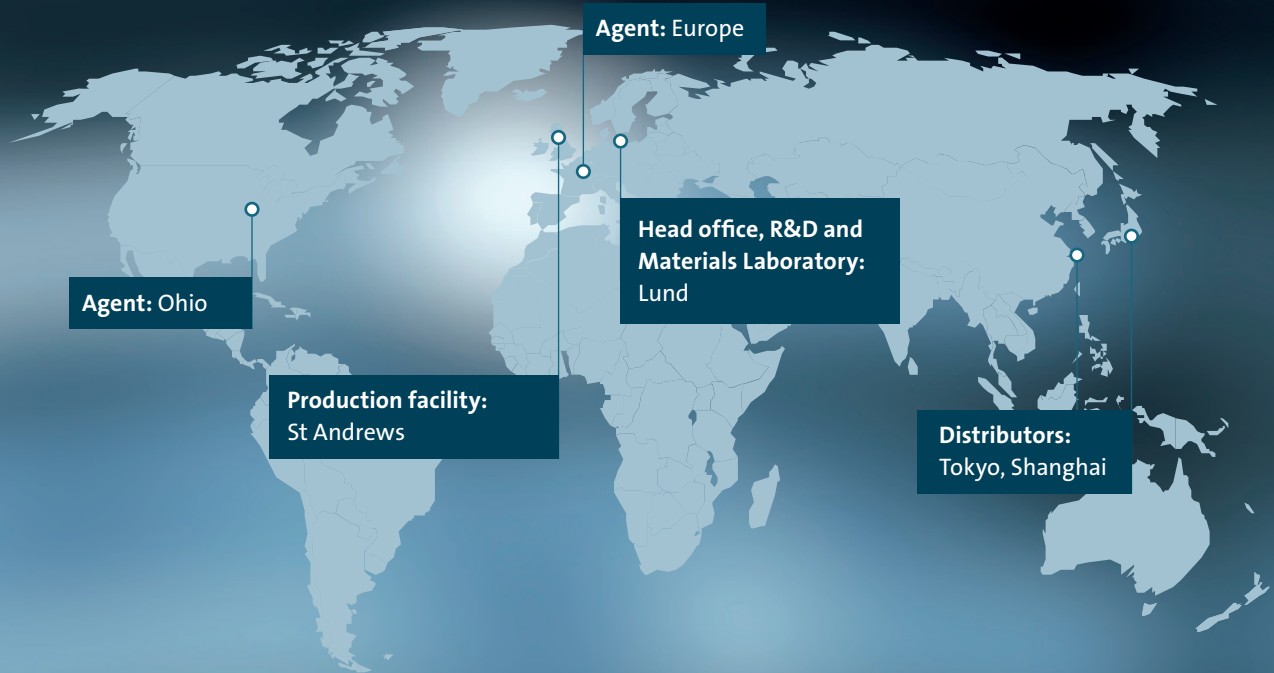 Agent: Europe
Head office, R&D and
Materials Laboratory:
Lund
Agent: Ohio
Production facility:
St Andrews
Distributors:
Tokyo, Shanghai